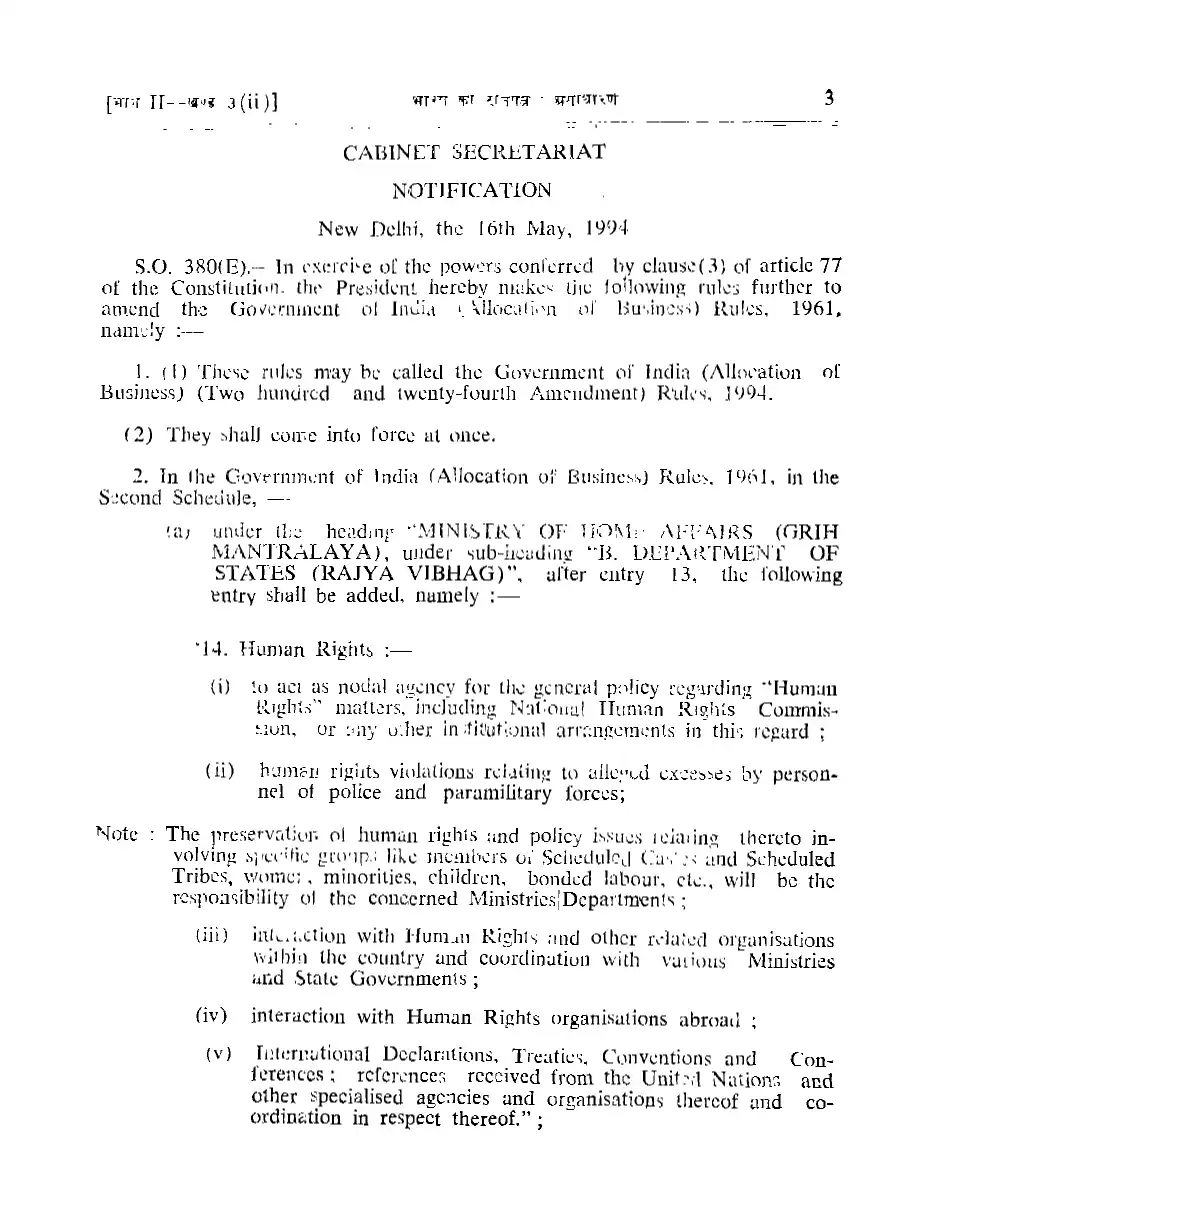 [भाग II--खण्ड 3(ii)] भारत का राजपत्र : असाधारण 3
CABINET SECRETARIAT
NOTIFICATION
New Delhi, the 16th May, 1994
S.O. 380(E).— In exercise of the powers conferred by clause(3) of article 77
of the Constitution, the President hereby makes the following rules further to
amend the Government of India (Allocation of Business) Rules, 1961,
namely :—
1. (1) These rules may be called the Government of India (Allocation of
Business) (Two hundred and twenty-fourth Amendment) Rules, 1994.
(2) They shall come into force at once.
2. In the Government of India (Allocation of Business) Rules, 1961, in the
Second Schedule, —
(a) under the heading "MINISTRY OF HOME AFFAIRS (GRIH
MANTRALAYA), under sub-heading "B. DEPARTMENT OF
STATES (RAJYA VIBHAG)", after entry 13, the following
entry shall be added, namely :—
'14. Human Rights :—
(i) to act as nodal agency for the general policy regarding "Human
Rights" matters, including National Human Rights Commis-
sion, or any other institutional arrangements in this regard ;
(ii) human rights violations relating to alleged excesses by person-
nel of police and paramilitary forces;
Note : The preservation of human rights and policy issues relating thereto in-
volving specific groups like members of Scheduled Castes and Scheduled
Tribes, women, minorities, children, bonded labour, etc., will be the
responsibility of the concerned Ministries|Departments ;
(iii) interaction with Human Rights and other related organisations
within the country and coordination with various Ministries
and State Governments ;
(iv) interaction with Human Rights organisations abroad ;
(v) International Declarations, Treaties, Conventions and Con-
ferences ; references received from the United Nations and
other specialised agencies and organisations thereof and co-
ordination in respect thereof." ;